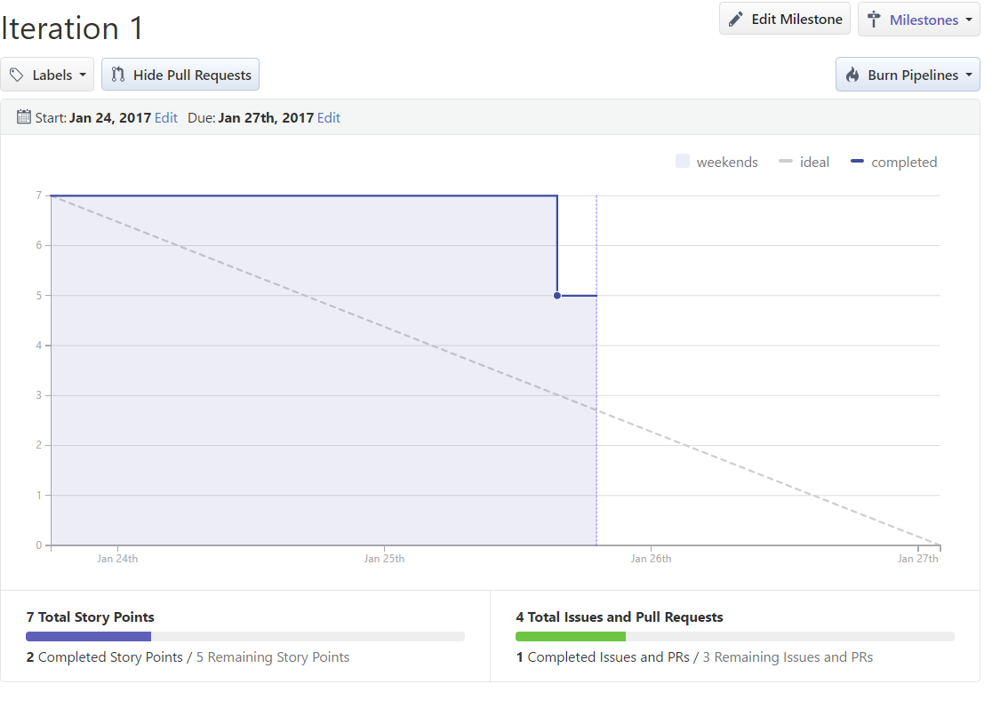 Iteration 1
Edit Milestone
Milestones
Labels
Hide Pull Requests
Burn Pipelines
Start: Jan 24, 2017 Edit Due: Jan 27th, 2017 Edit
weekends ideal completed
7
6
5
4
3
2
1
0
Jan 24th Jan 25th Jan 26th Jan 27th
7 Total Story Points
2 Completed Story Points / 5 Remaining Story Points
4 Total Issues and Pull Requests
1 Completed Issues and PRs / 3 Remaining Issues and PRs